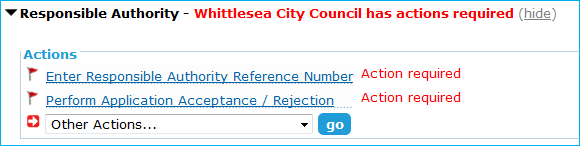 Responsible Authority - Whittlesea City Council has actions required (hide)
Actions
Enter Responsible Authority Reference Number Action required
Perform Application Acceptance / Rejection Action required
Other Actions... go